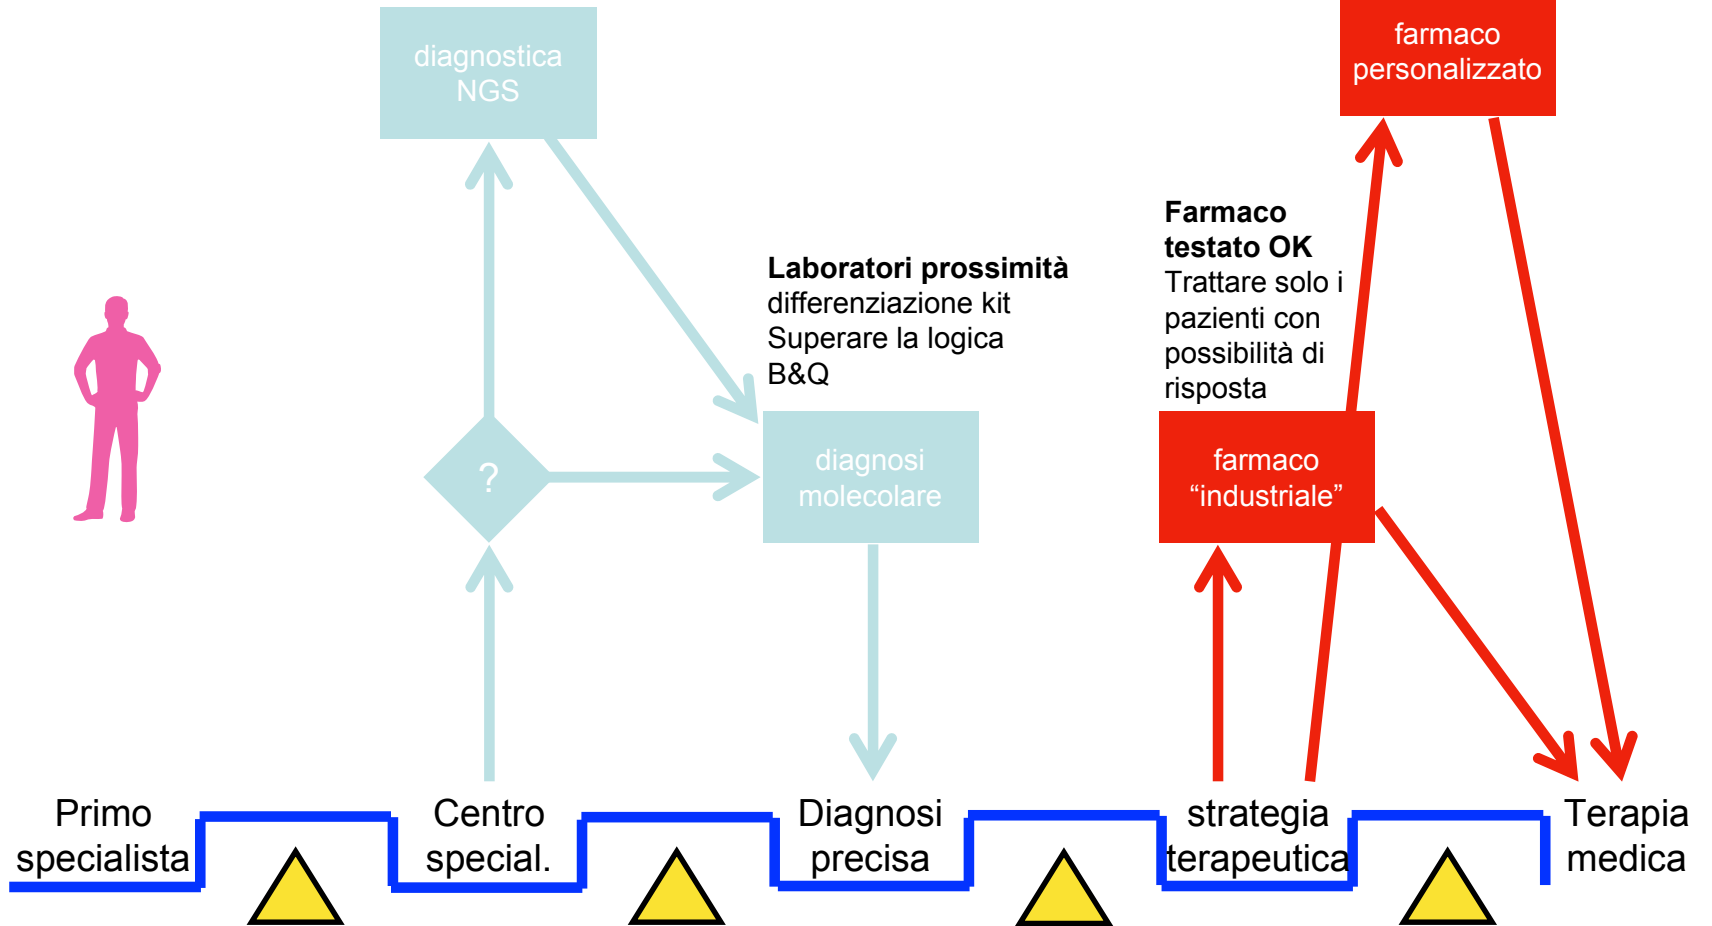 diagnostica
NGS
farmaco
personalizzato
Farmaco
testato OK
Trattare solo i
pazienti con
possibilità di
risposta
Laboratori prossimità
differenziazione kit
Superare la logica
B&Q
?
diagnosi
molecolare
farmaco
“industriale”
Primo
specialista
Centro
special.
Diagnosi
precisa
strategia
terapeutica
Terapia
medica